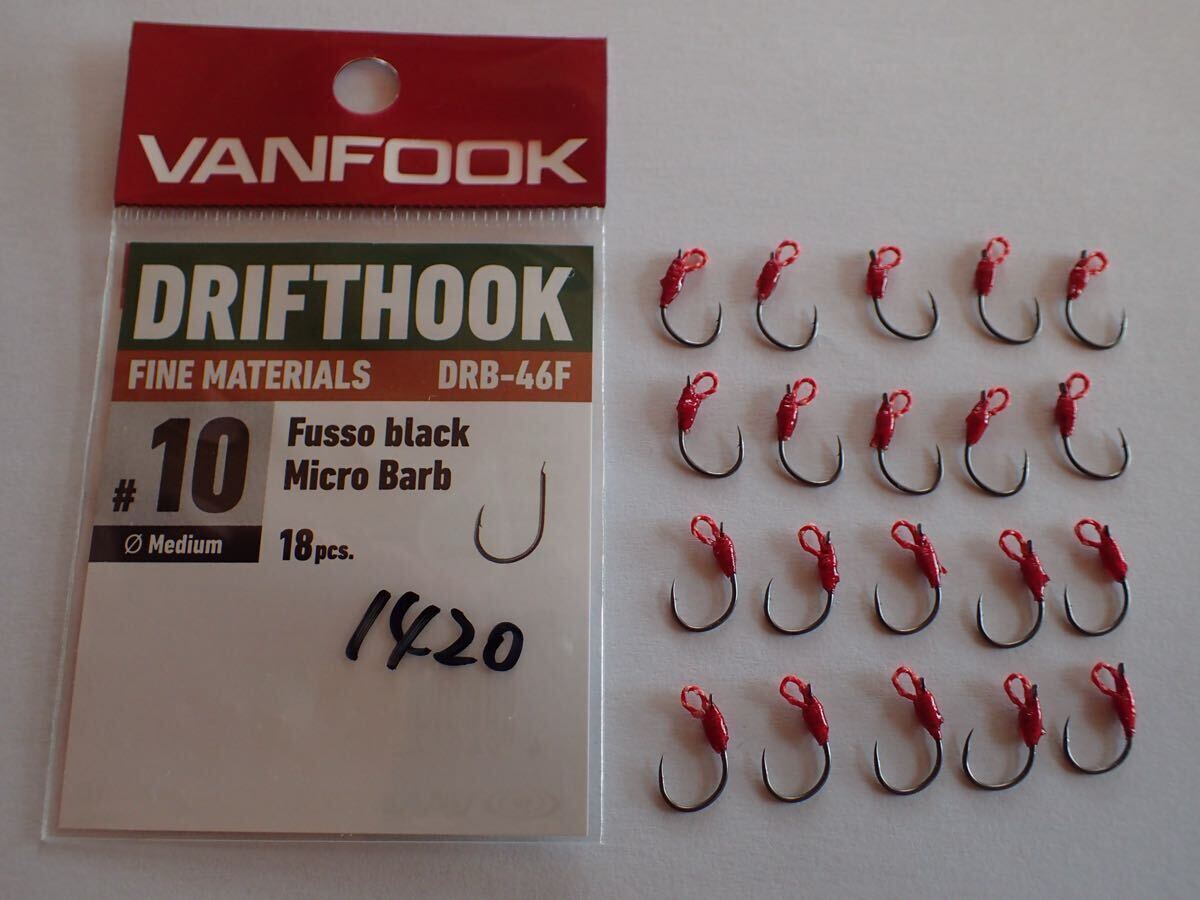 VANFOOK
DRIFTHOOK
FINE MATERIALS DRB-46F
#10
Fusso black
Micro Barb
Ø Medium
18pcs.
1420